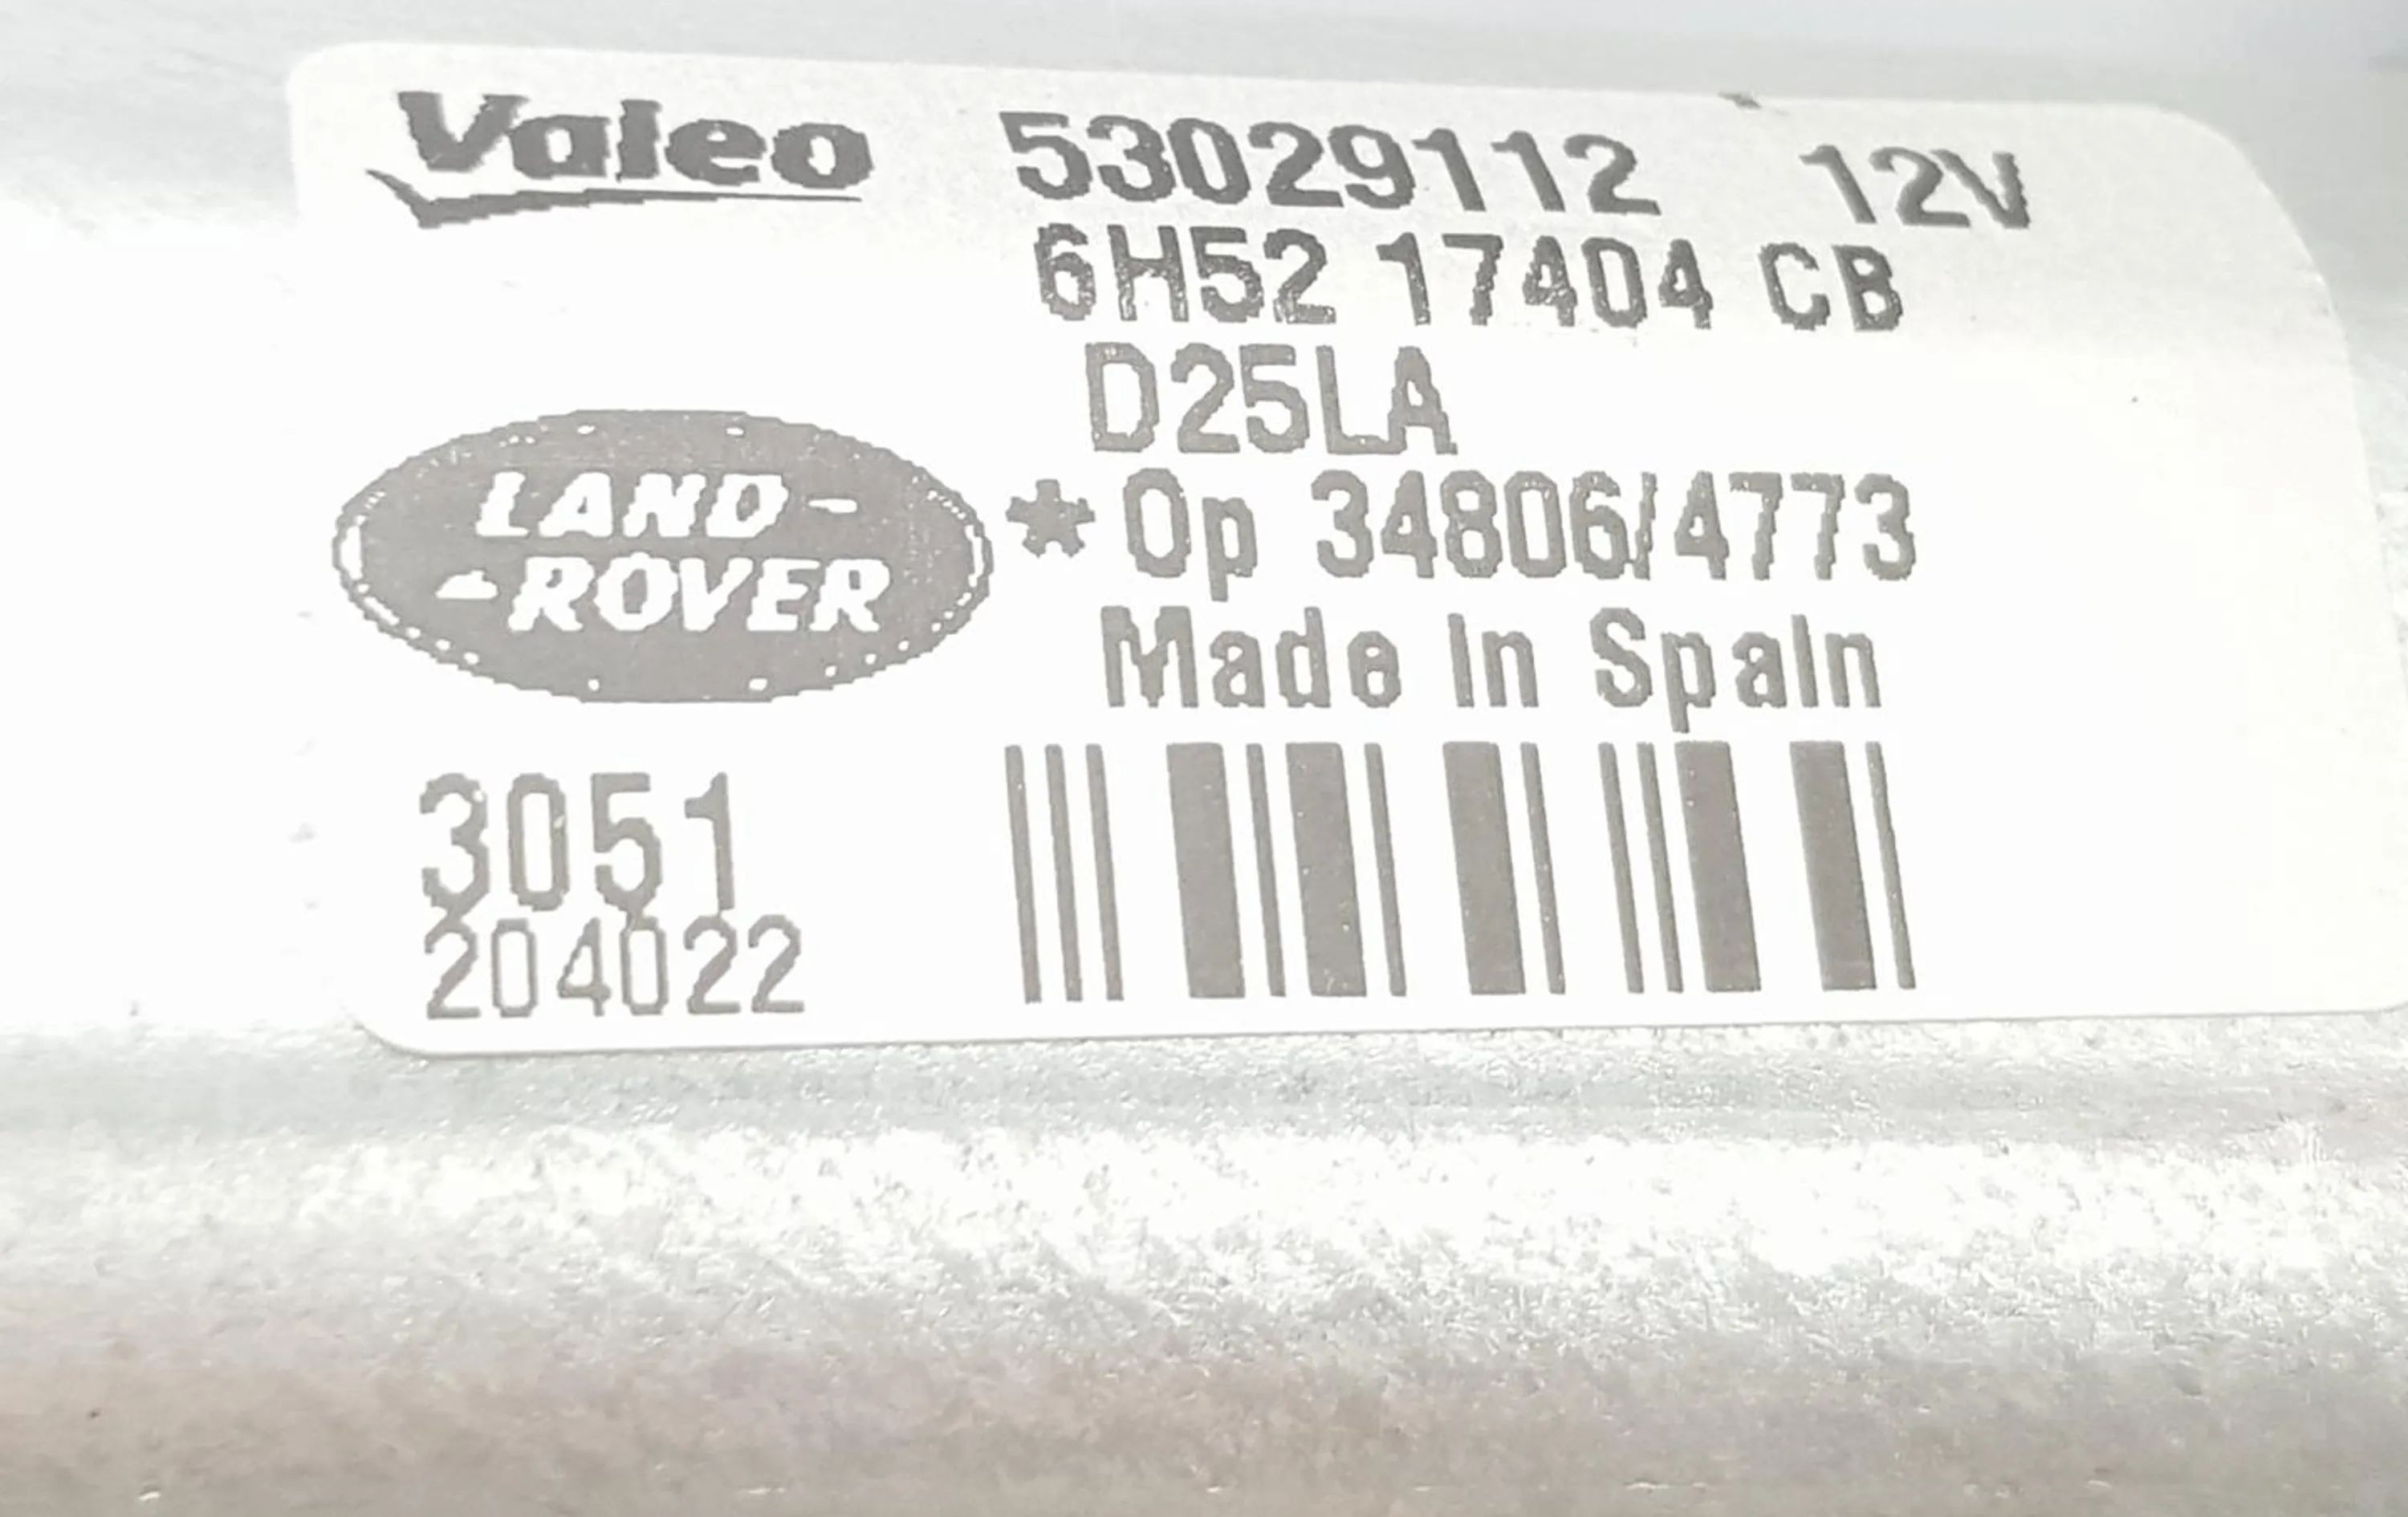 Valeo 53029112 12V
6H52 17404 CB
D25LA
LAND-
-ROVER
*Op 34806/4773
Made In Spain
3051
204022